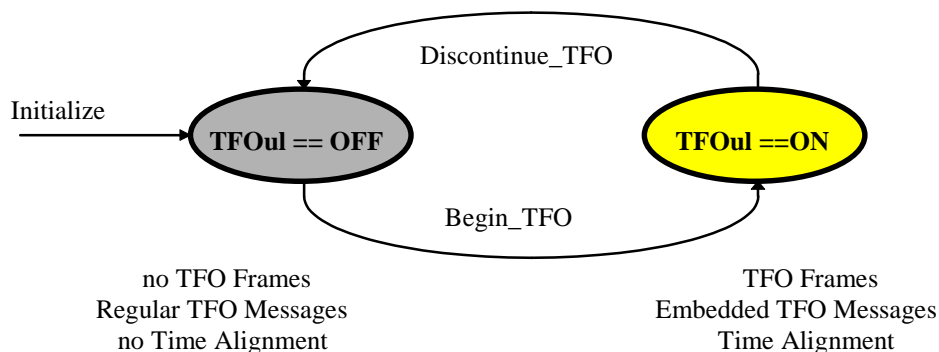 Discontinue_TFO
Initialize
TFOul == OFF
TFOul ==ON
Begin_TFO
no TFO Frames
Regular TFO Messages
no Time Alignment
TFO Frames
Embedded TFO Messages
Time Alignment